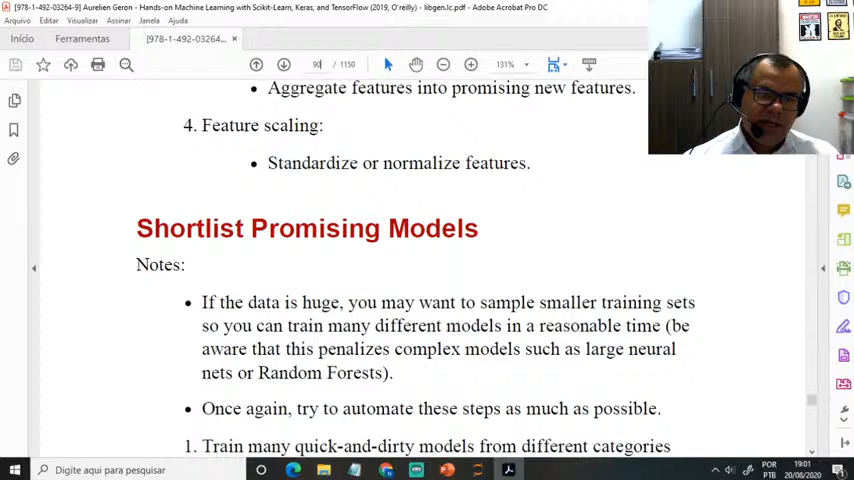 [978-1-492-03264-9] Aurelien Geron - Hands-on Machine Learning with Scikit-Learn, Keras, and TensorFlow (2019, O'reilly) - libgen.lc.pdf - Adobe Acrobat Pro DC
Arquivo Editar Visualizar Assinar Janela Ajuda
Início Ferramentas [978-1-492-03264... ×
90 / 1150 131%
• Aggregate features into promising new features.
4. Feature scaling:
• Standardize or normalize features.
Shortlist Promising Models
Notes:
• If the data is huge, you may want to sample smaller training sets
so you can train many different models in a reasonable time (be
aware that this penalizes complex models such as large neural
nets or Random Forests).
• Once again, try to automate these steps as much as possible.
1. Train many quick-and-dirty models from different categories
Digite aqui para pesquisar
POR 19:01
PTB 20/08/2020